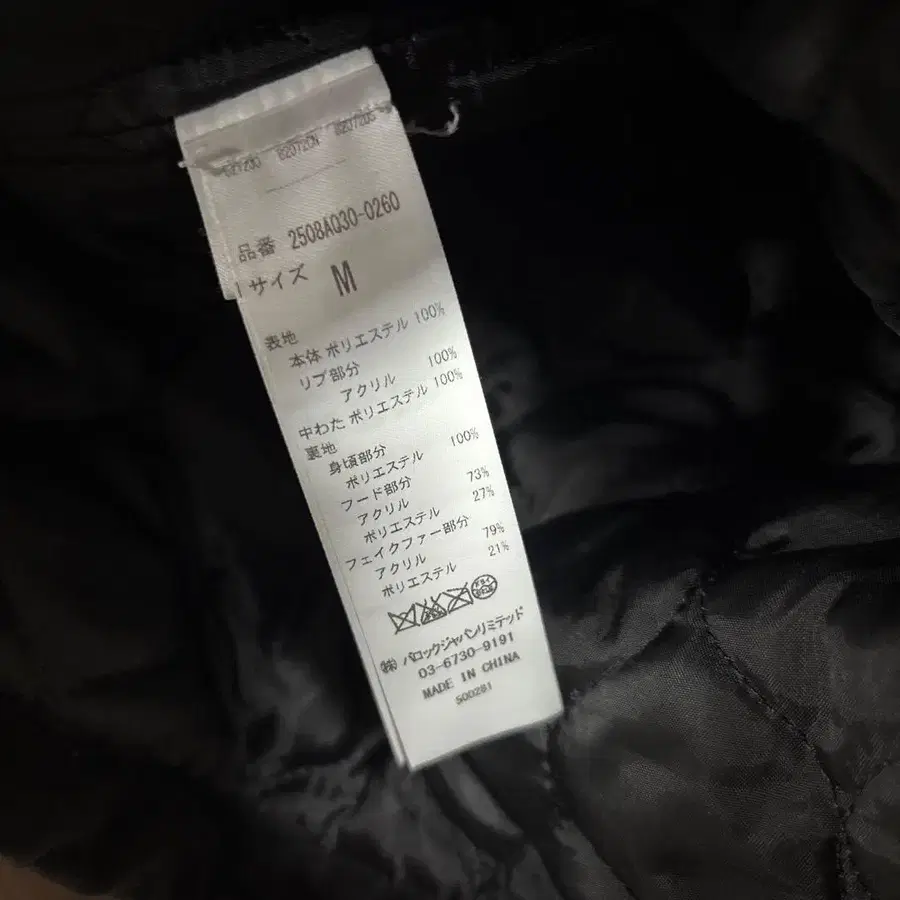 品番 2508AQ30-0260
サイズ M
表地
本体 ポリエステル 100%
リブ部分
アクリル 100%
中わた ポリエステル 100%
裏地
身頃部分
ポリエステル 100%
フード部分
アクリル 73%
ポリエステル 27%
フェイクファー部分
アクリル 79%
ポリエステル 21%
㈱ バロックジャパンリミテッド
03-6730-9191
MADE IN CHINA
500281